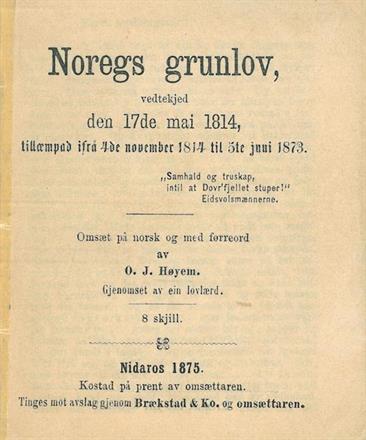 Noregs grunlov,
vedtekjed
den 17de mai 1814,
tillæmpad ifrå 4de november 1814 til 5te juni 1873.
„Samhald og truskap,
intil at Dovr'fjellet stuper!“
Eidsvolsmænnerne.
Omsæt på norsk og med førreord
av
O. J. Høyem.
Gjenomset av ein lovlærd.
8 skjill.
Nidaros 1875.
Kostad på prent av omsættaren.
Tinges mot avslag gjenom Brækstad & Ko. og omsættaren.